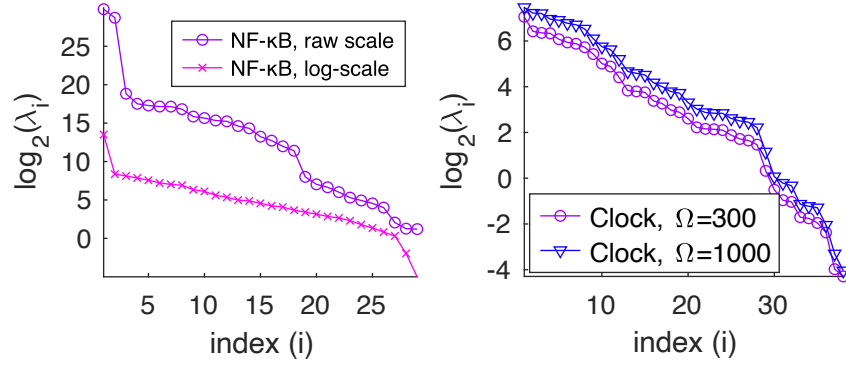 log2(λi)
25
20
15
10
5
0
5
10
15
20
25
index (i)
NF-κB, raw scale
NF-κB, log-scale
log2(λi)
6
4
2
0
-2
-4
10
20
30
index (i)
Clock, Ω=300
Clock, Ω=1000